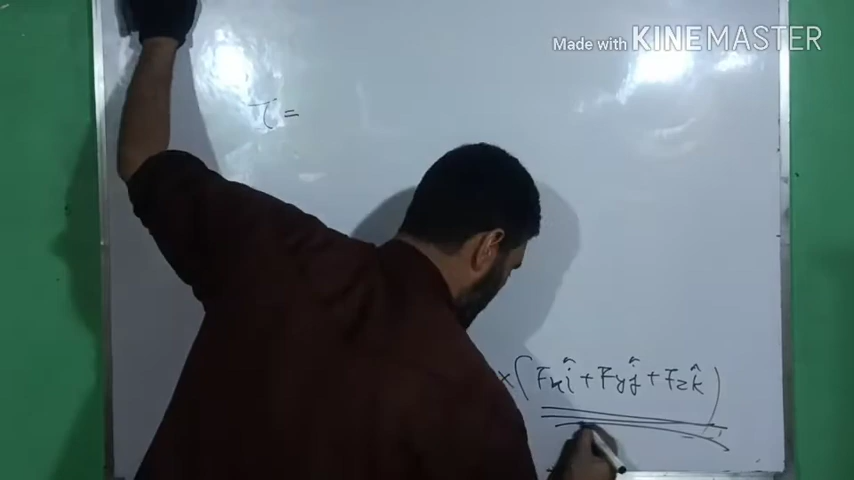 Made with KINEMASTER
τ =
× (Fxî + Fyĵ + Fzk̂)